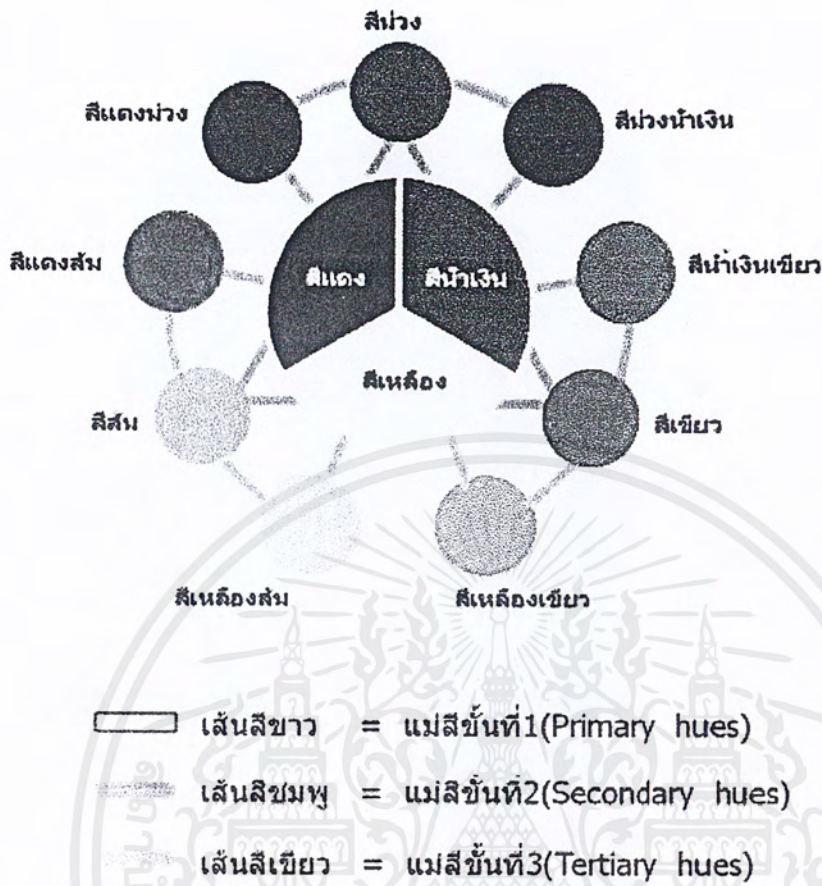 สีม่วง
สีแดงม่วง
สีม่วงน้ำเงิน
สีแดงส้ม
สีแดง
สีน้ำเงิน
สีน้ำเงินเขียว
สีเหลือง
สีส้ม
สีเขียว
สีเหลืองส้ม
สีเหลืองเขียว
เส้นสีขาว = แม่สีขั้นที่1(Primary hues)
เส้นสีชมพู = แม่สีขั้นที่2(Secondary hues)
เส้นสีเขียว = แม่สีขั้นที่3(Tertiary hues)